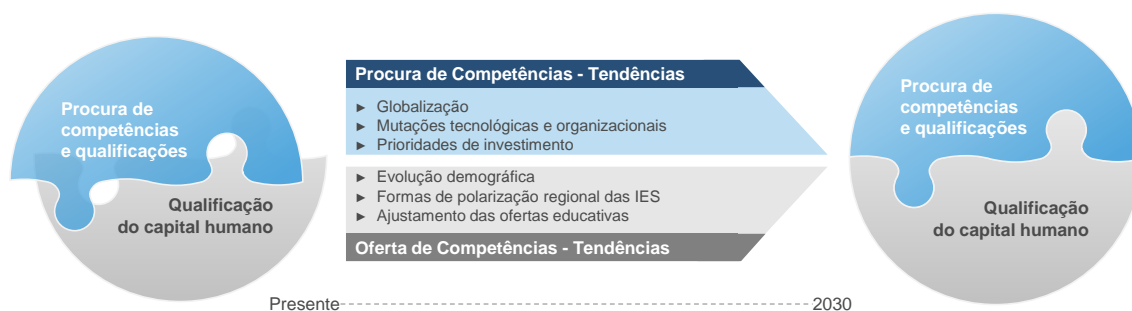 Procura de
competências
e qualificações
Qualificação
do capital humano
Procura de Competências - Tendências
► Globalização
► Mutações tecnológicas e organizacionais
► Prioridades de investimento
► Evolução demográfica
► Formas de polarização regional das IES
► Ajustamento das ofertas educativas
Oferta de Competências - Tendências
Procura de
competências
e qualificações
Qualificação
do capital humano
Presente
2030